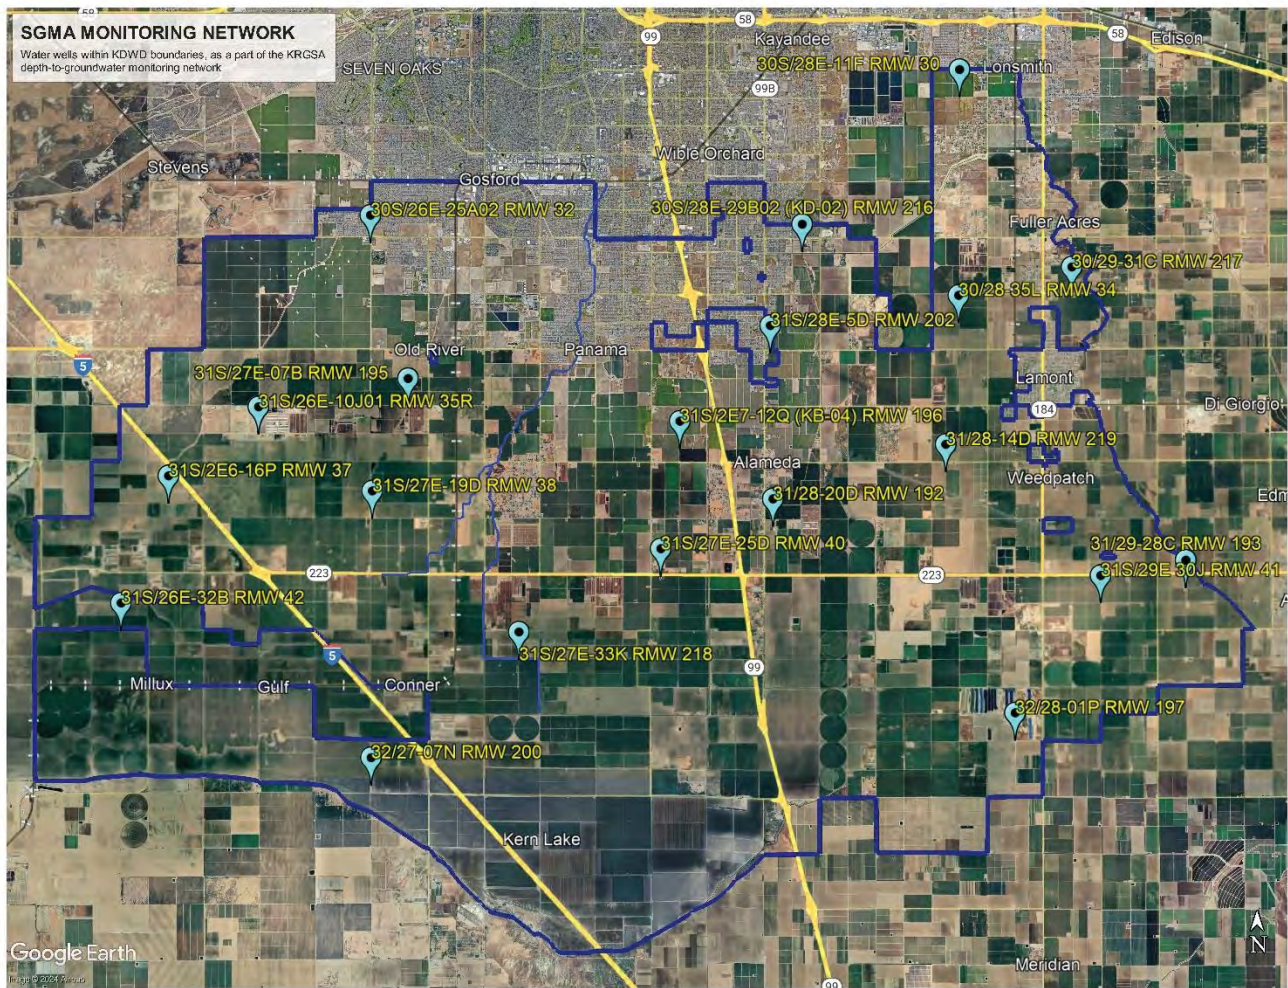 SGMA MONITORING NETWORK
Water wells within KDWD boundaries, as a part of the KRGSA
depth-to-groundwater monitoring network
58
58
99
Kayandee
58
Edison
SEVEN OAKS
30S/28E-11F RMW 30
Lonsmith
99B
Stevens
Wible Orchard
Gosford
30S/26E-25A02 RMW 32
30S/28E-29B02 (KD-02) RMW 216
Fuller Acres
30/29-31C RMW 217
30/28-35L RMW 34
31S/28E-5D RMW 202
5
Old River
Panama
31S/27E-07B RMW 195
Lamont
31S/26E-10J01 RMW 35R
184
Di Giorgio
31S/2E7-12Q (KB-04) RMW 196
31/28-14D RMW 219
Alameda
31S/2E6-16P RMW 37
Weedpatch
31S/27E-19D RMW 38
31/28-20D RMW 192
31S/27E-25D RMW 40
31/29-28C RMW 193
223
223
31S/29E-30J RMW 41
31S/26E-32B RMW 42
5
31S/27E-33K RMW 218
99
Millux
Gulf
Conner
32/28-01P RMW 197
32/27-07N RMW 200
Kern Lake
Google Earth
N
Meridian
99